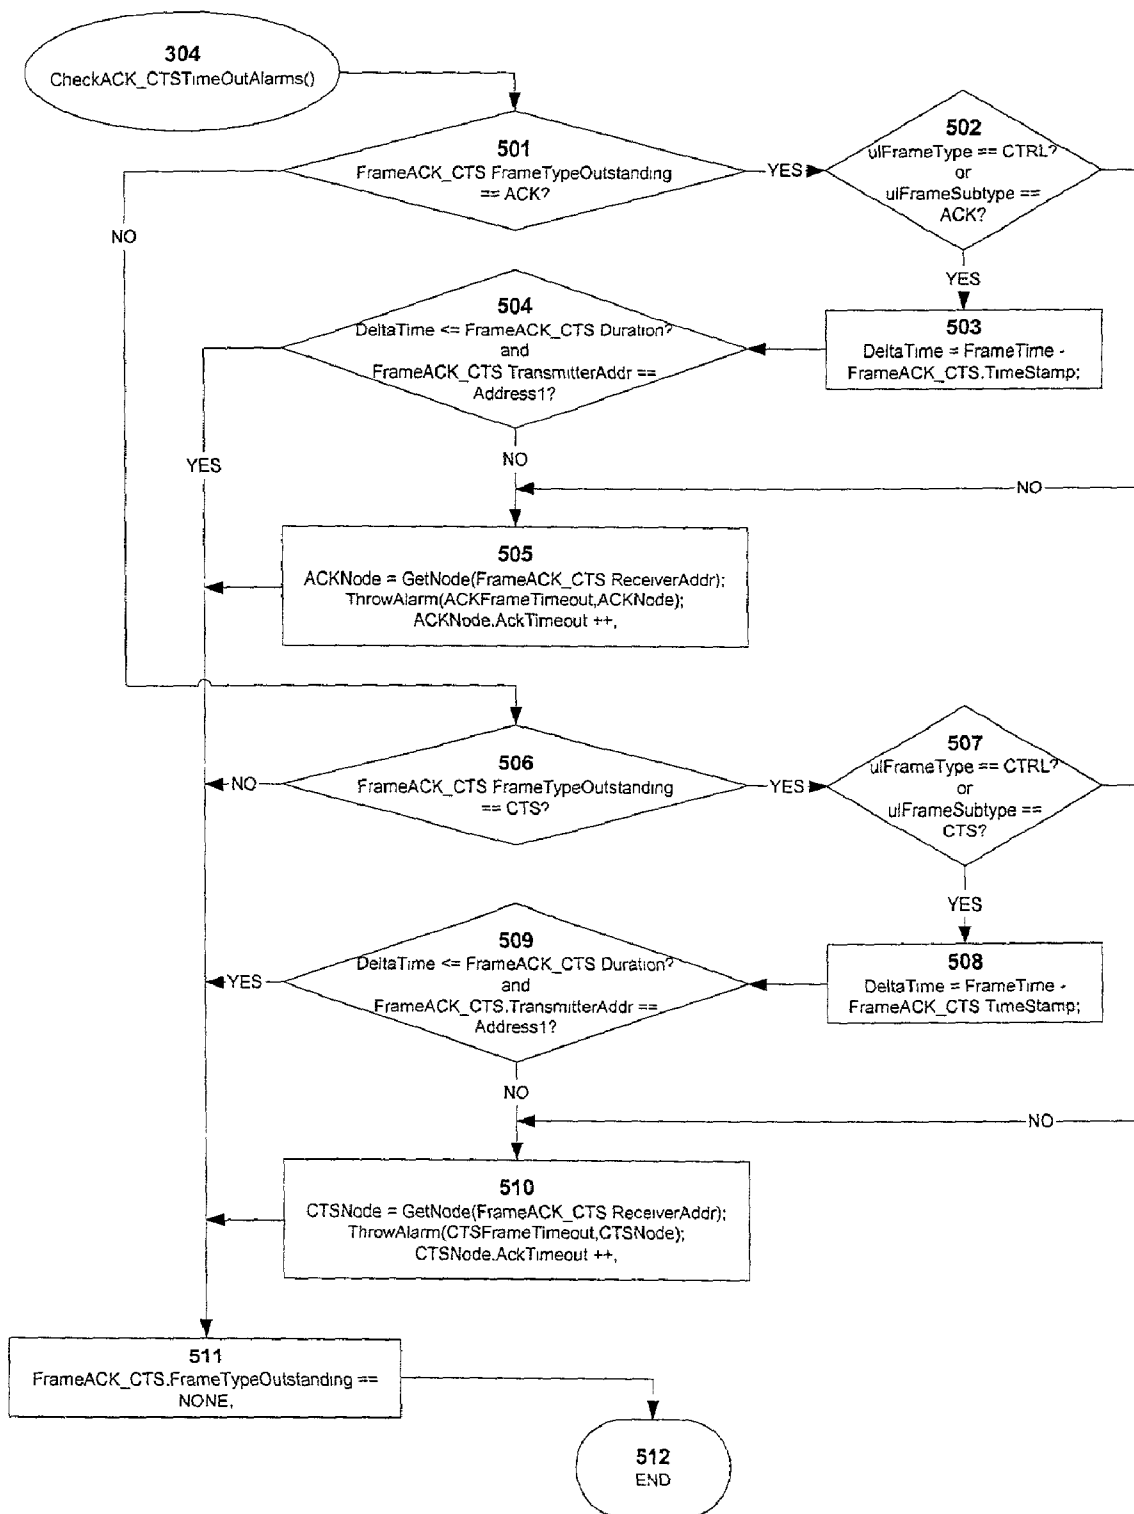 304
CheckACK_CTSTimeOutAlarms()
501
FrameACK_CTS FrameTypeOutstanding
== ACK?
YES
502
ulFrameType == CTRL?
or
ulFrameSubtype ==
ACK?
NO
YES
504
DeltaTime <= FrameACK_CTS Duration?
and
FrameACK_CTS TransmitterAddr ==
Address1?
503
DeltaTime = FrameTime -
FrameACK_CTS.TimeStamp;
YES
NO
NO
505
ACKNode = GetNode(FrameACK_CTS ReceiverAddr);
ThrowAlarm(ACKFrameTimeout,ACKNode);
ACKNode.AckTimeout ++,
506
FrameACK_CTS FrameTypeOutstanding
== CTS?
NO
YES
507
ulFrameType == CTRL?
or
ulFrameSubtype ==
CTS?
YES
509
DeltaTime <= FrameACK_CTS Duration?
and
FrameACK_CTS.TransmitterAddr ==
Address1?
YES
508
DeltaTime = FrameTime -
FrameACK_CTS TimeStamp;
NO
NO
510
CTSNode = GetNode(FrameACK_CTS ReceiverAddr);
ThrowAlarm(CTSFrameTimeout,CTSNode);
CTSNode.AckTimeout ++,
511
FrameACK_CTS.FrameTypeOutstanding ==
NONE,
512
END